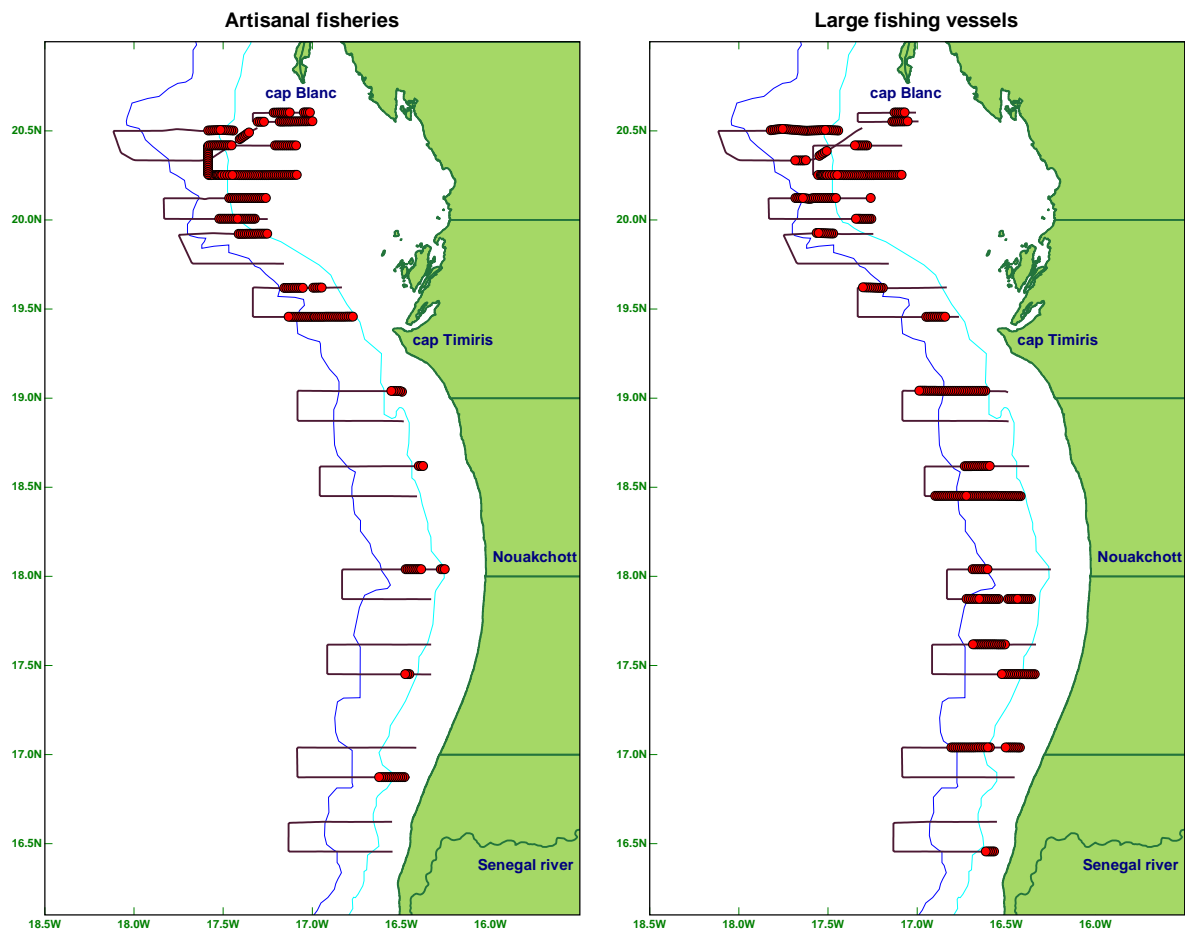 Artisanal fisheries
cap Blanc
20.5N
20.0N
19.5N
cap Timiris
19.0N
18.5N
Nouakchott
18.0N
17.5N
17.0N
16.5N
Senegal river
18.5W 18.0W 17.5W 17.0W 16.5W 16.0W
Large fishing vessels
cap Blanc
20.5N
20.0N
19.5N
cap Timiris
19.0N
18.5N
Nouakchott
18.0N
17.5N
17.0N
16.5N
Senegal river
18.5W 18.0W 17.5W 17.0W 16.5W 16.0W